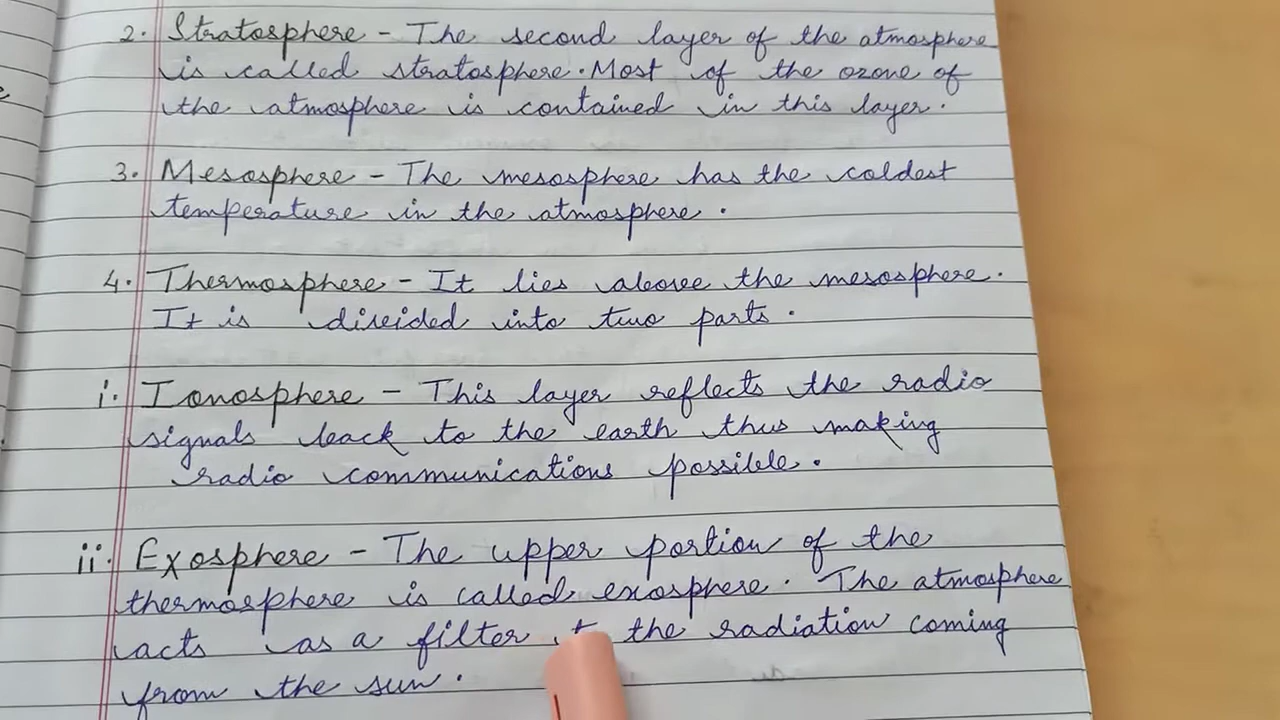 2. Stratosphere - The second layer of the atmosphere
is called stratosphere. Most of the ozone of
the atmosphere is contained in this layer.
3. Mesosphere - The mesosphere has the coldest
temperature in the atmosphere.
4. Thermosphere - It lies above the mesosphere.
It is divided into two parts.
i. Ionosphere - This layer reflects the radio
signals back to the earth thus making
radio communications possible.
ii. Exosphere - The upper portion of the
thermosphere is called exosphere. The atmosphere
acts as a filter the radiation coming
from the sun.